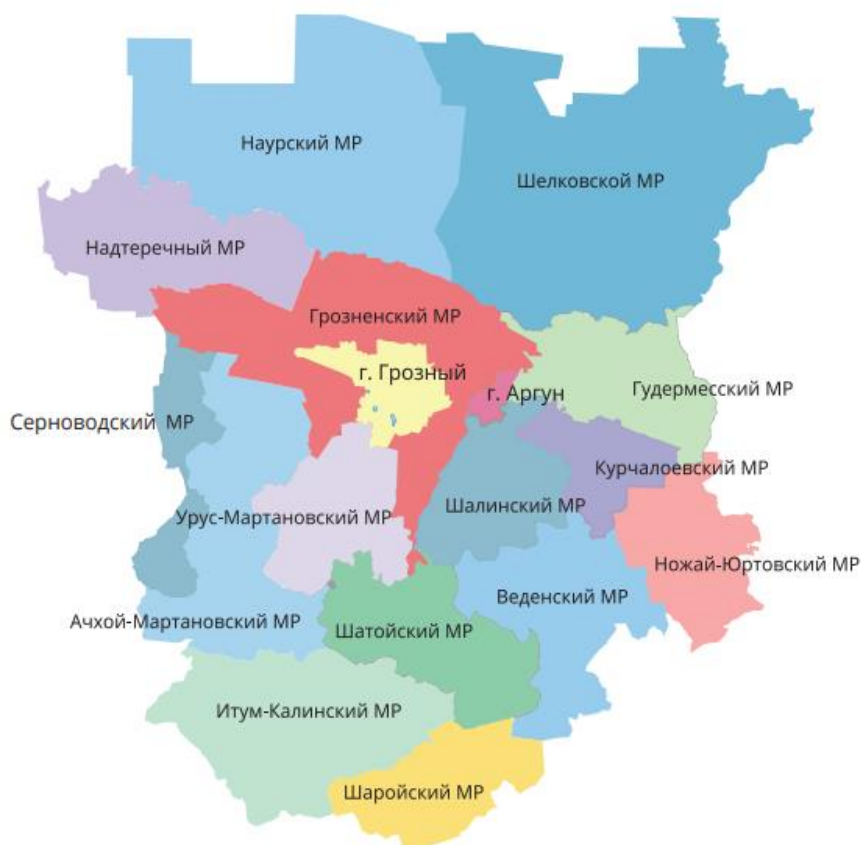 Наурский МР
Шелковской МР
Надтеречный МР
Грозненский МР
г. Грозный
г. Аргун
Гудермесский МР
Серноводский МР
Курчалоевский МР
Урус-Мартановский МР
Шалинский МР
Ножай-Юртовский МР
Веденский МР
Ачхой-Мартановский МР
Шатойский МР
Итум-Калинский МР
Шаройский МР